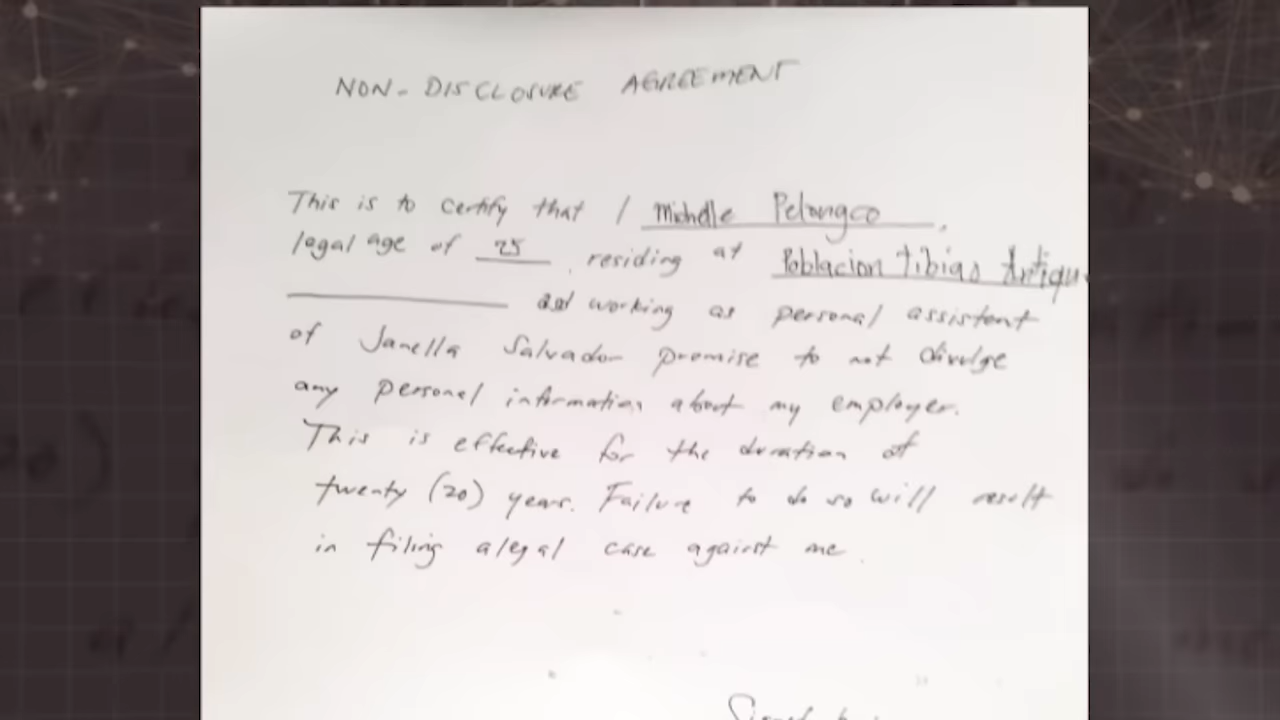 NON-DISCLOSURE AGREEMENT
This is to certify that I Michelle Pelongco,
legal age of 25, residing at Poblacion Tibiao Antique
and working as personal assistant
of Janella Salvador promise to not divulge
any personal information about my employer.
This is effective for the duration of
twenty (20) years. Failure to do so will result
in filing a legal case against me.